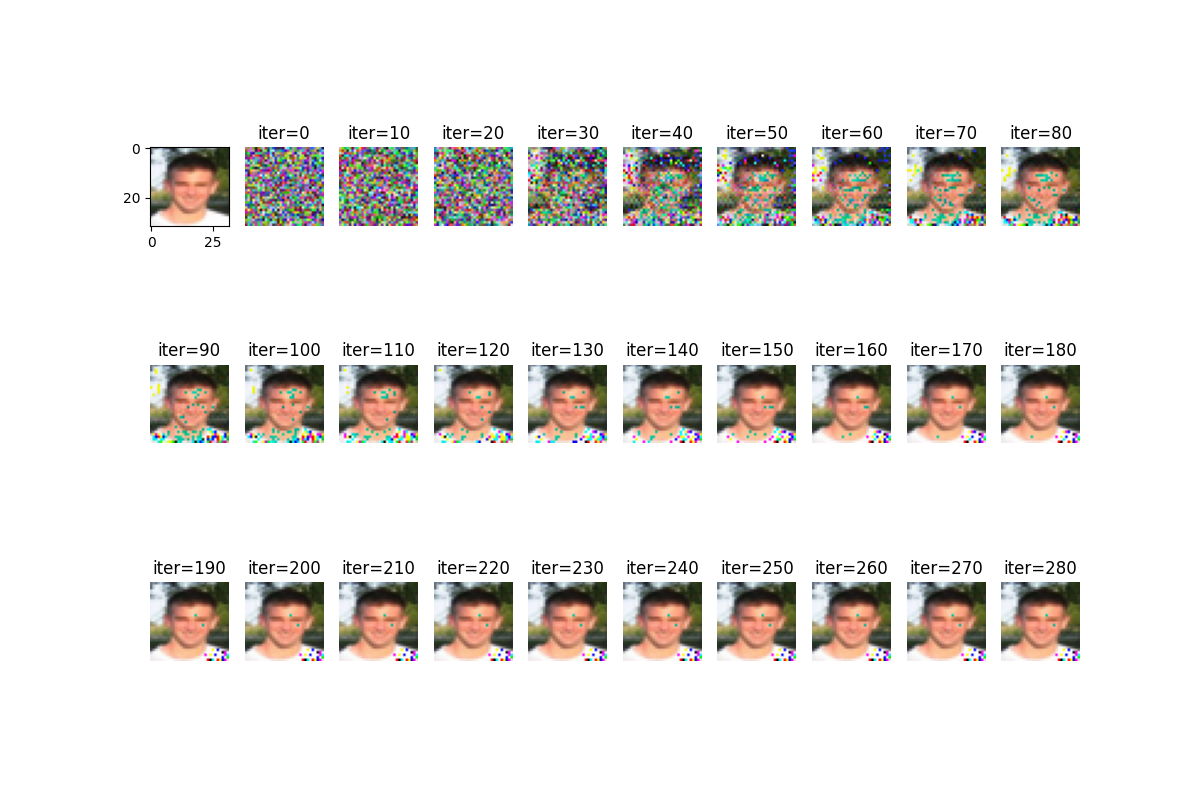 iter=0 iter=10 iter=20 iter=30 iter=40 iter=50 iter=60 iter=70 iter=80
0
20
0 25
iter=90 iter=100 iter=110 iter=120 iter=130 iter=140 iter=150 iter=160 iter=170 iter=180
iter=190 iter=200 iter=210 iter=220 iter=230 iter=240 iter=250 iter=260 iter=270 iter=280